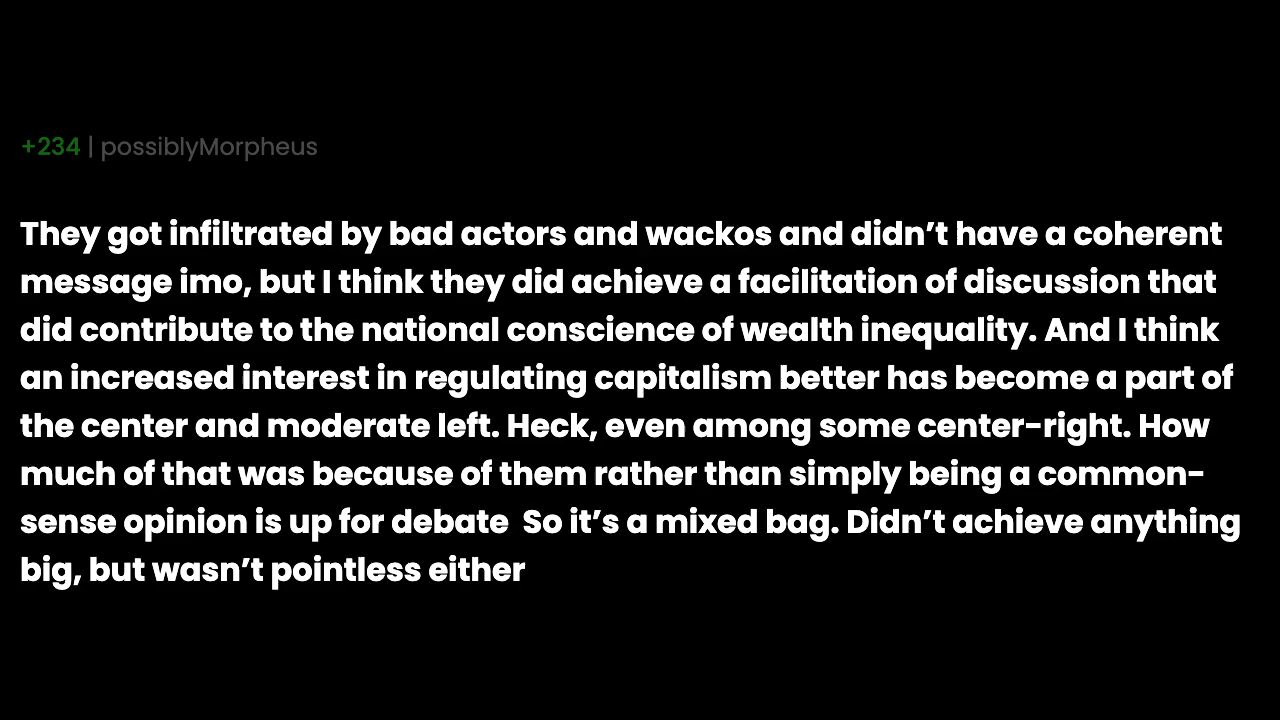 +234 | possiblyMorpheus
They got infiltrated by bad actors and wackos and didn’t have a coherent
message imo, but I think they did achieve a facilitation of discussion that
did contribute to the national conscience of wealth inequality. And I think
an increased interest in regulating capitalism better has become a part of
the center and moderate left. Heck, even among some center-right. How
much of that was because of them rather than simply being a common-
sense opinion is up for debate  So it’s a mixed bag. Didn’t achieve anything
big, but wasn’t pointless either